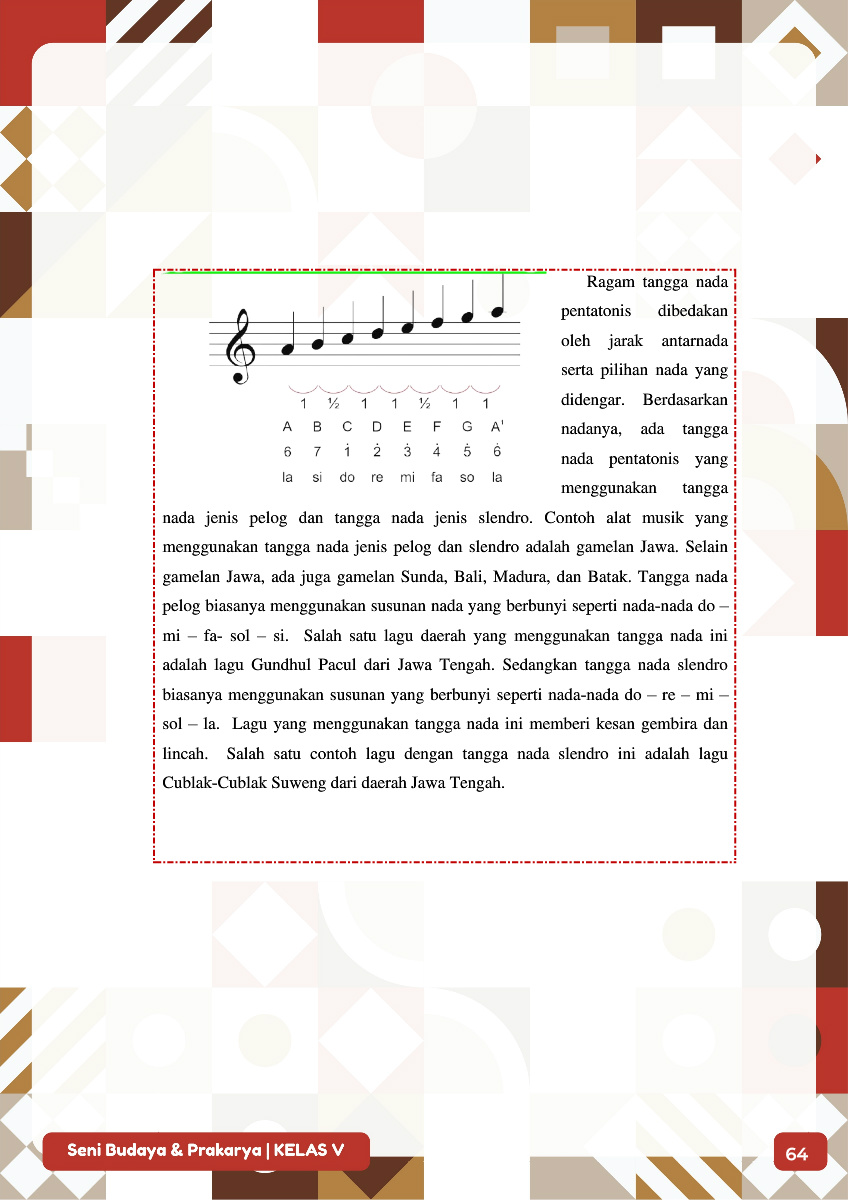 1 ½ 1 1 ½ 1 1
A B C D E F G A'
6 7 1̇ 2̇ 3̇ 4̇ 5̇ 6̇
la si do re mi fa so la
Ragam tangga nada
pentatonis dibedakan
oleh jarak antarnada
serta pilihan nada yang
didengar. Berdasarkan
nadanya, ada tangga
nada pentatonis yang
menggunakan tangga
nada jenis pelog dan tangga nada jenis slendro. Contoh alat musik yang
menggunakan tangga nada jenis pelog dan slendro adalah gamelan Jawa. Selain
gamelan Jawa, ada juga gamelan Sunda, Bali, Madura, dan Batak. Tangga nada
pelog biasanya menggunakan susunan nada yang berbunyi seperti nada-nada do –
mi – fa- sol – si. Salah satu lagu daerah yang menggunakan tangga nada ini
adalah lagu Gundhul Pacul dari Jawa Tengah. Sedangkan tangga nada slendro
biasanya menggunakan susunan yang berbunyi seperti nada-nada do – re – mi –
sol – la. Lagu yang menggunakan tangga nada ini memberi kesan gembira dan
lincah. Salah satu contoh lagu dengan tangga nada slendro ini adalah lagu
Cublak-Cublak Suweng dari daerah Jawa Tengah.
Seni Budaya & Prakarya | KELAS V
64